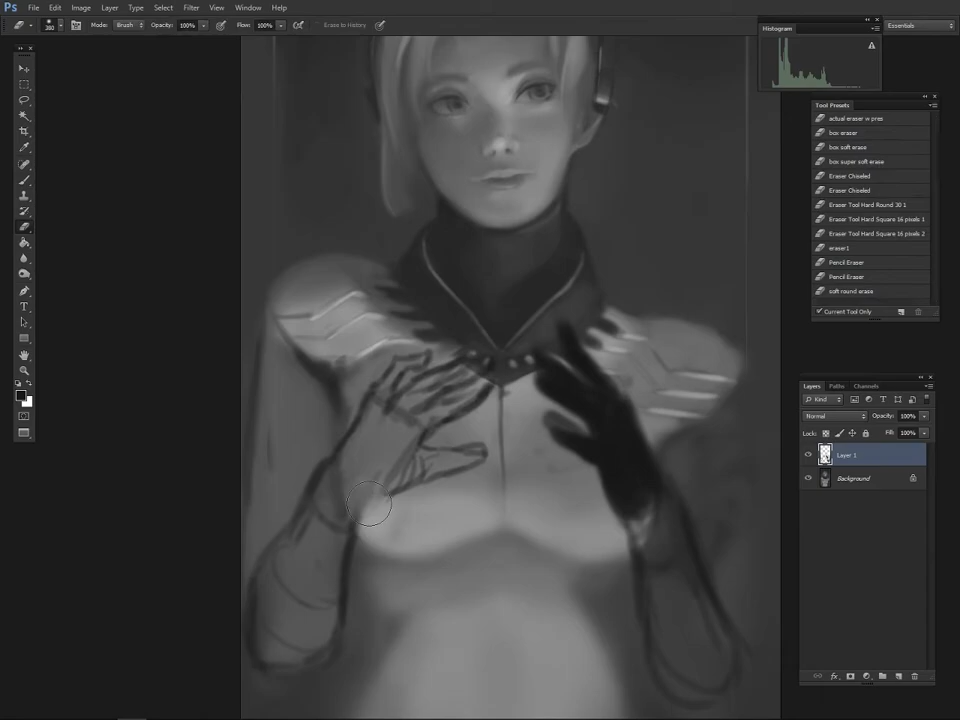 Ps File Edit Image Layer Type Select Filter View Window Help
380 Mode: Brush Opacity: 100% Flow: 100% Erase to History
Essentials
Histogram
Tool Presets
actual eraser w pres
box eraser
box soft erase
box super soft erase
Eraser Chiseled
Eraser Chiseled
Eraser Tool Hard Round 30 1
Eraser Tool Hard Square 16 pixels 1
Eraser Tool Hard Square 16 pixels 2
eraser1
Pencil Eraser
Pencil Eraser
soft round erase
Current Tool Only
Layers Paths Channels
Kind
Normal Opacity: 100%
Lock: Fill: 100%
Layer 1
Background
fx